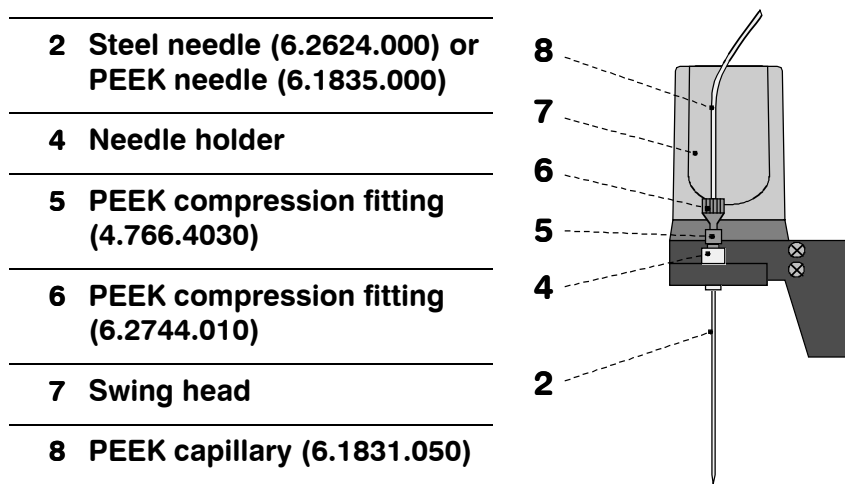 2 Steel needle (6.2624.000) or
PEEK needle (6.1835.000)
4 Needle holder
5 PEEK compression fitting
(4.766.4030)
6 PEEK compression fitting
(6.2744.010)
7 Swing head
8 PEEK capillary (6.1831.050)
8
7
6
5
4
2